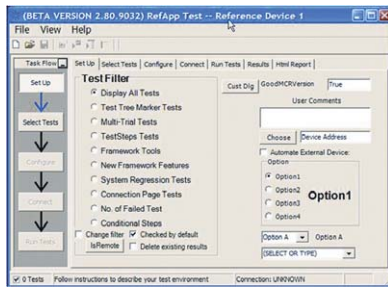 (BETA VERSION 2.80.9032) RefApp Test -- Reference Device 1
File View Help
Task Flow
Set Up
Select Tests
Configure
Connect
Run Tests
Set Up Select Tests Configure Connect Run Tests Results Html Report
Test Filler
Display All Tests
Test Tree Marker Tests
Multi-Trial Tests
TestSteps Tests
Framework Tools
New Framework Features
System Regression Tests
Connection Page Tests
No. of Failed Test
Conditional Steps
Change filter Checked by default
IsRemote Delete existing results
Cust Dlg GoodMCRVersion True
User Comments
Choose Device Address
Automate External Device:
Option
Option1
Option2
Option3
Option4
Option1
Option A Option A
(SELECT OR TYPE)
0 Tests Follow instructions to describe your test environment Connection: UNKNOWN